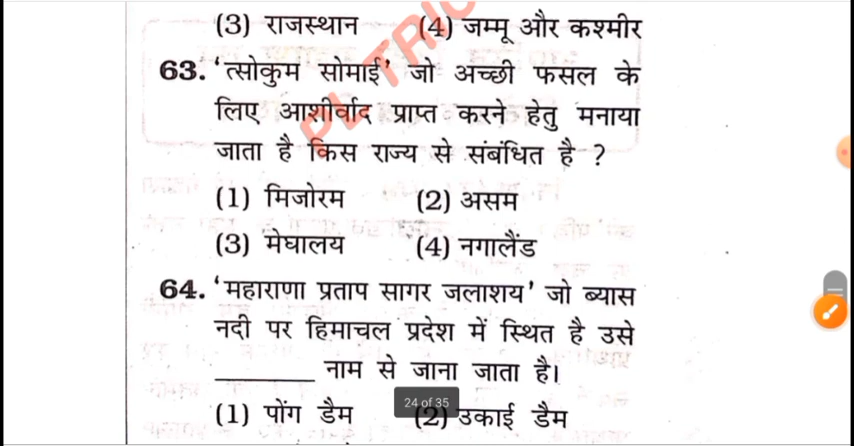 (3) राजस्थान (4) जम्मू और कश्मीर
63. 'त्सोकुम सोमाई' जो अच्छी फसल के
लिए आशीर्वाद प्राप्त करने हेतु मनाया
जाता है किस राज्य से संबंधित है ?
(1) मिजोरम (2) असम
(3) मेघालय (4) नगालैंड
64. 'महाराणा प्रताप सागर जलाशय' जो ब्यास
नदी पर हिमाचल प्रदेश में स्थित है उसे
_______ नाम से जाना जाता है।
24 of 35
(1) पोंग डैम (2) उकाई डैम